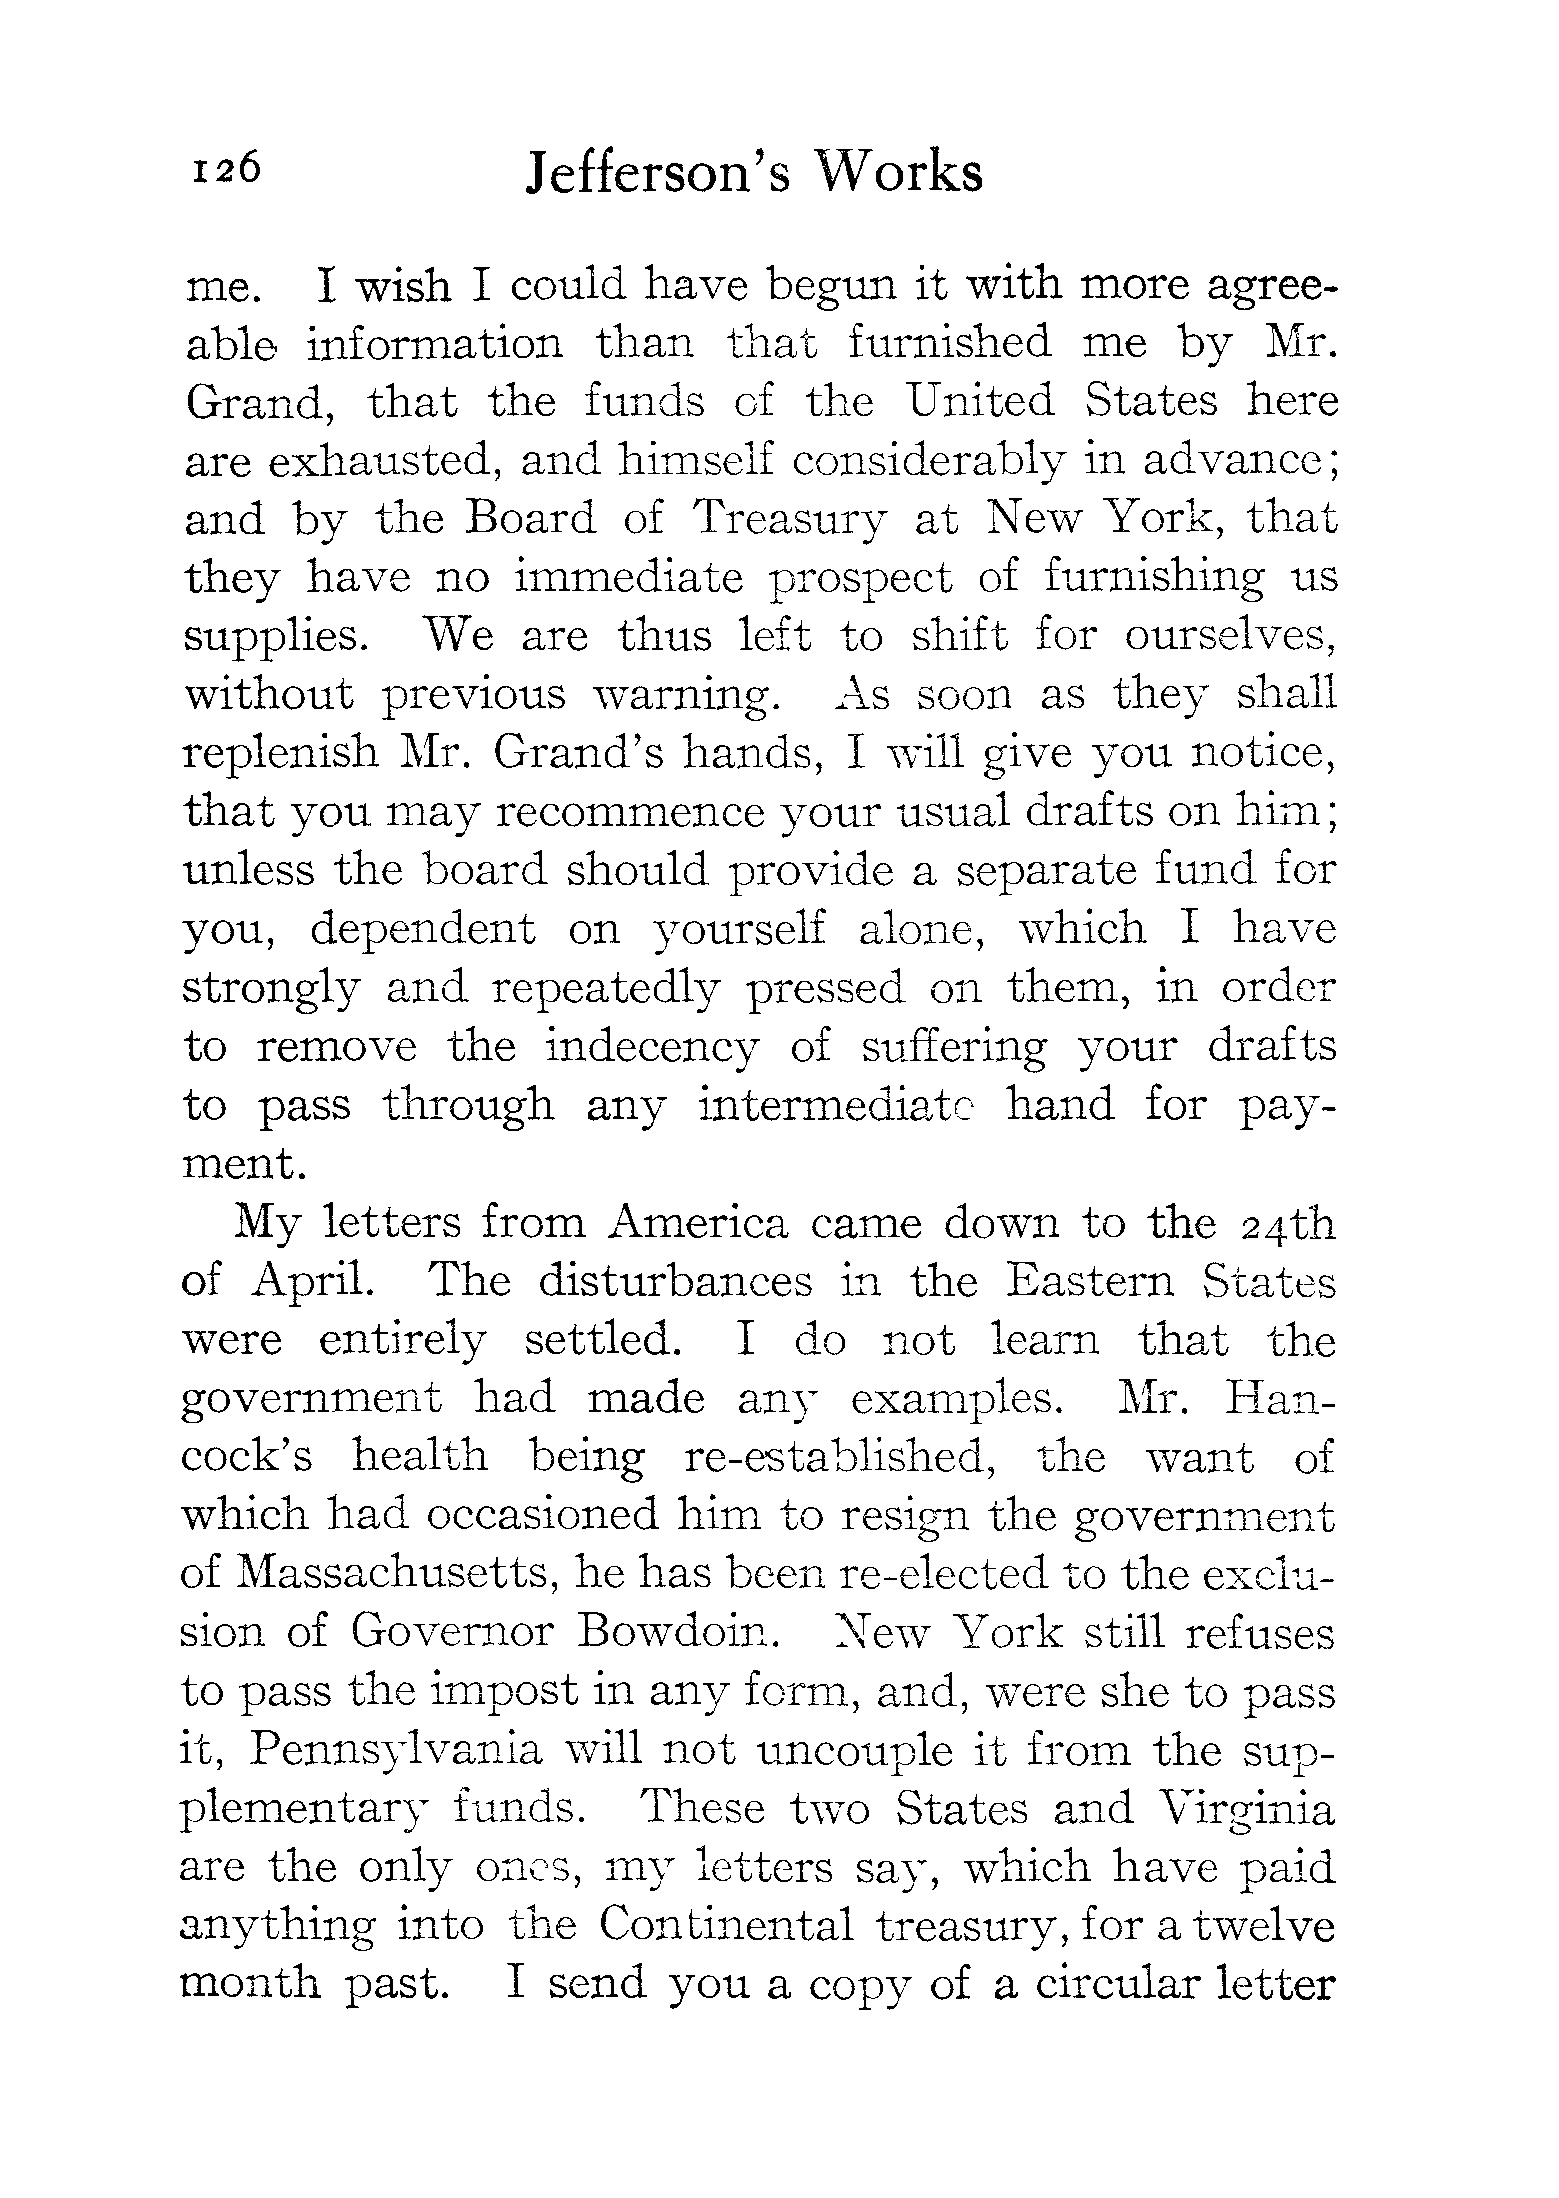 126 Jefferson's Works
me. I wish I could have begun it with more agree-
able information than that furnished me by Mr.
Grand, that the funds of the United States here
are exhausted, and himself considerably in advance;
and by the Board of Treasury at New York, that
they have no immediate prospect of furnishing us
supplies. We are thus left to shift for ourselves,
without previous warning. As soon as they shall
replenish Mr. Grand's hands, I will give you notice,
that you may recommence your usual drafts on him;
unless the board should provide a separate fund for
you, dependent on yourself alone, which I have
strongly and repeatedly pressed on them, in order
to remove the indecency of suffering your drafts
to pass through any intermediate hand for pay-
ment.
My letters from America came down to the 24th
of April. The disturbances in the Eastern States
were entirely settled. I do not learn that the
government had made any examples. Mr. Han-
cock's health being re-established, the want of
which had occasioned him to resign the government
of Massachusetts, he has been re-elected to the exclu-
sion of Governor Bowdoin. New York still refuses
to pass the impost in any form, and, were she to pass
it, Pennsylvania will not uncouple it from the sup-
plementary funds. These two States and Virginia
are the only ones, my letters say, which have paid
anything into the Continental treasury, for a twelve
month past. I send you a copy of a circular letter